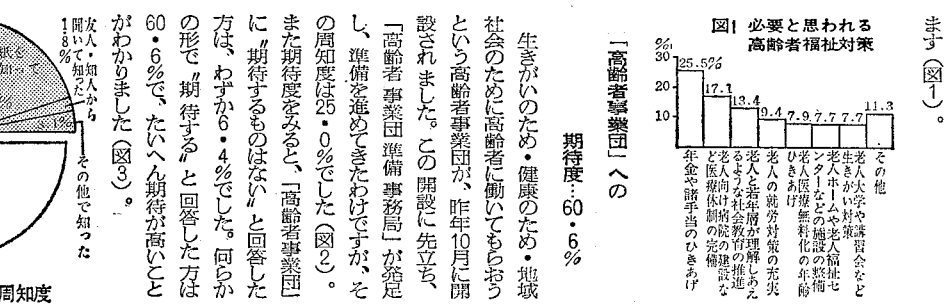 ます（図１）。
図1 必要と思われる
高齢者福祉対策
%
30
20
10
25.5%
17.1
13.4
9.4
7.9
7.7
7.7
11.3
年金や諸手当のひきあげ
老人向け病院の建設な
ど医療体制の完備
老人と若年層が理解しあえ
るような社会教育の推進
老人の就労対策の充実
老人医療無料化の年齢
ひきあげ
老人ホームや老人福祉セ
ンターなどの施設の整備
老人大学や講習会など
生きがい対策
その他
「高齢者事業団」への
期待度…60・6％
生きがいのため・健康のため・地域
社会のために高齢者に働いてもらおう
という高齢者事業団が、昨年10月に開
設されました。この開設に先立ち、
「高齢者事業団準備事務局」が発足
し、準備を進めてきたわけですが、そ
の周知度は25・0％でした（図２）。
また期待度をみると、「高齢者事業団」
に〝期待するものはない〟と回答した
方は、わずか6・4％でした。何らか
の形で〝期待する〟と回答した方は
60・6％で、たいへん期待が高いこと
がわかりました（図３）。
友人・知人から
聞いて知った
1.8％
その他で知った
紙を
知って
周知度